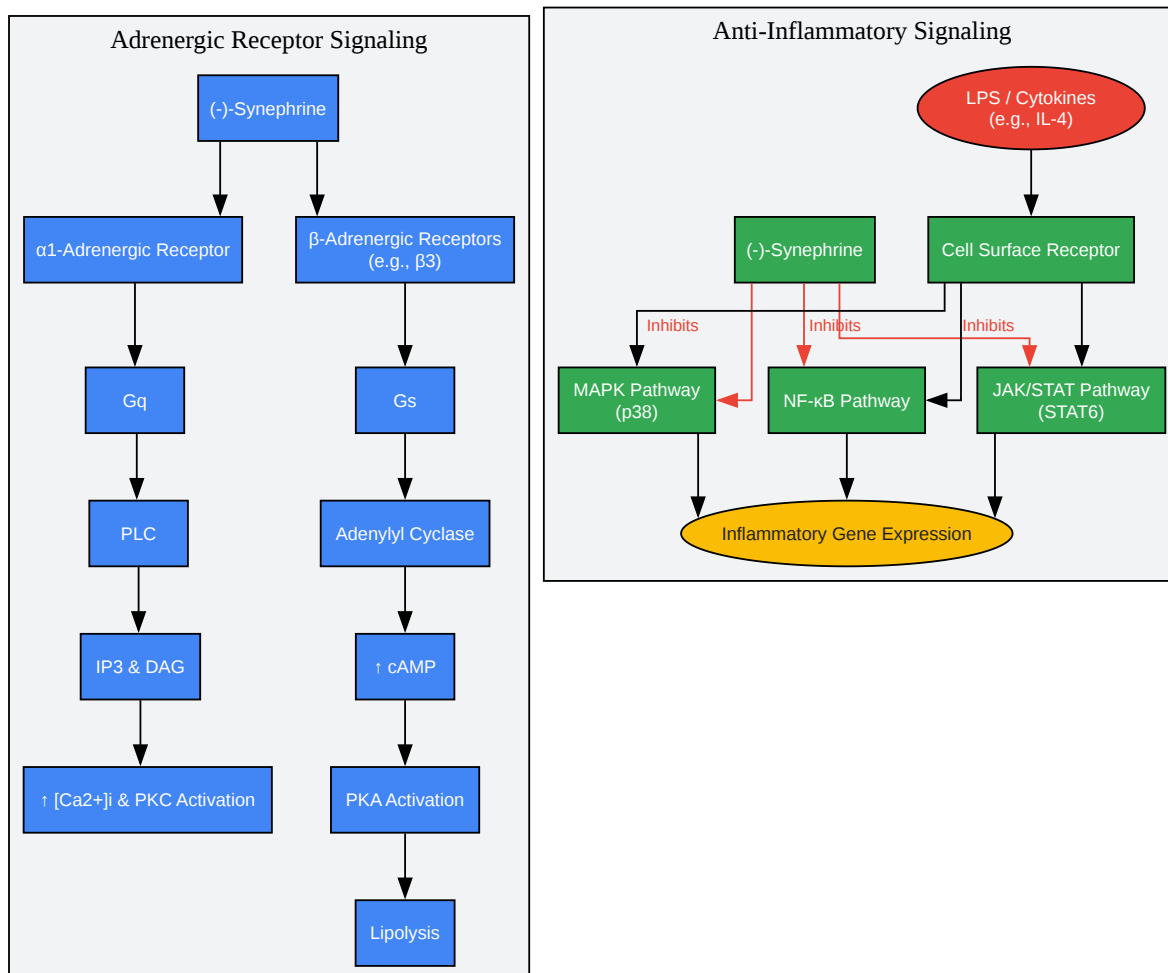 Adrenergic Receptor Signaling
(-)-Synephrine
α1-Adrenergic Receptor
β-Adrenergic Receptors
(e.g., β3)
Gq
Gs
PLC
Adenylyl Cyclase
IP3 & DAG
↑ cAMP
↑ [Ca2+]i & PKC Activation
PKA Activation
Lipolysis
Anti-Inflammatory Signaling
LPS / Cytokines
(e.g., IL-4)
(-)-Synephrine
Cell Surface Receptor
Inhibits
Inhibits
Inhibits
MAPK Pathway
(p38)
NF-κB Pathway
JAK/STAT Pathway
(STAT6)
Inflammatory Gene Expression